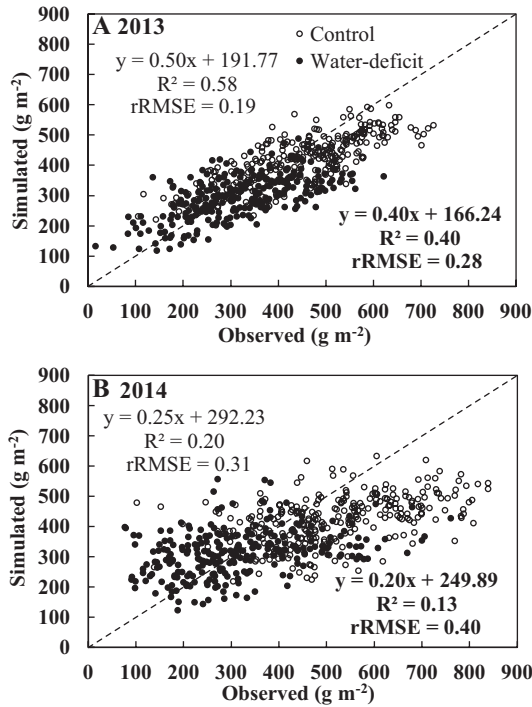 A 2013
Control
Water-deficit
y = 0.50x + 191.77
R² = 0.58
rRMSE = 0.19
y = 0.40x + 166.24
R² = 0.40
rRMSE = 0.28
Simulated (g m⁻²)
900
800
700
600
500
400
300
200
100
0
0 100 200 300 400 500 600 700 800 900
Observed (g m⁻²)
B 2014
y = 0.25x + 292.23
R² = 0.20
rRMSE = 0.31
y = 0.20x + 249.89
R² = 0.13
rRMSE = 0.40
Simulated (g m⁻²)
900
800
700
600
500
400
300
200
100
0
0 100 200 300 400 500 600 700 800 900
Observed (g m⁻²)